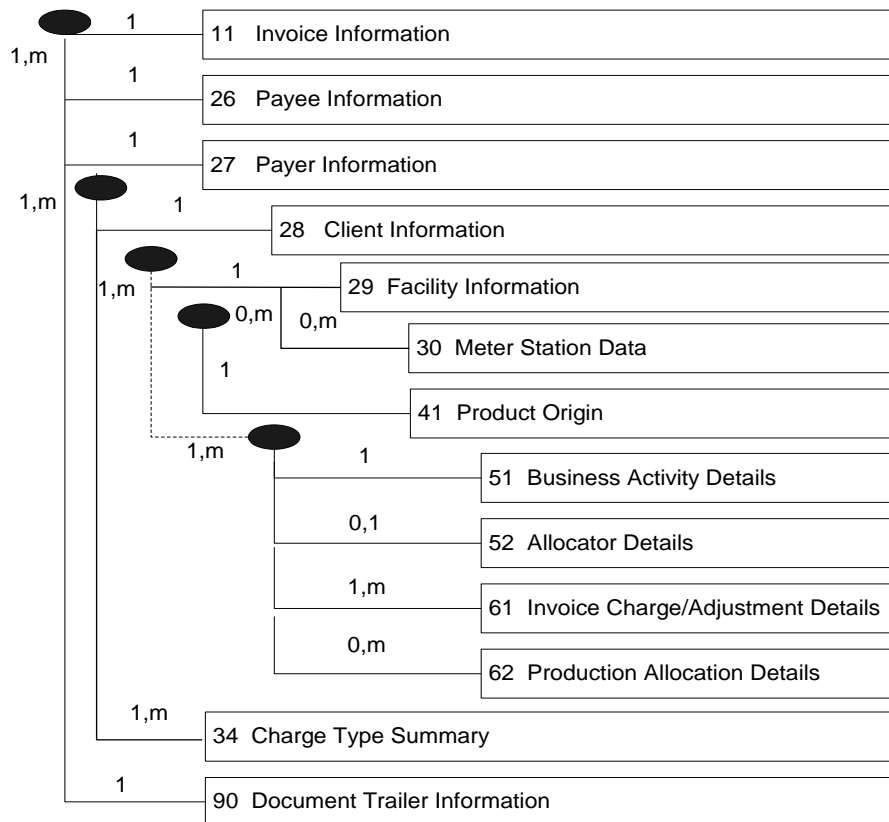 1
11 Invoice Information
1,m
1
26 Payee Information
1
27 Payer Information
1,m
1
28 Client Information
1
29 Facility Information
1,m
0,m
0,m
30 Meter Station Data
1
41 Product Origin
1,m
1
51 Business Activity Details
0,1
52 Allocator Details
1,m
61 Invoice Charge/Adjustment Details
0,m
62 Production Allocation Details
1,m
34 Charge Type Summary
1
90 Document Trailer Information